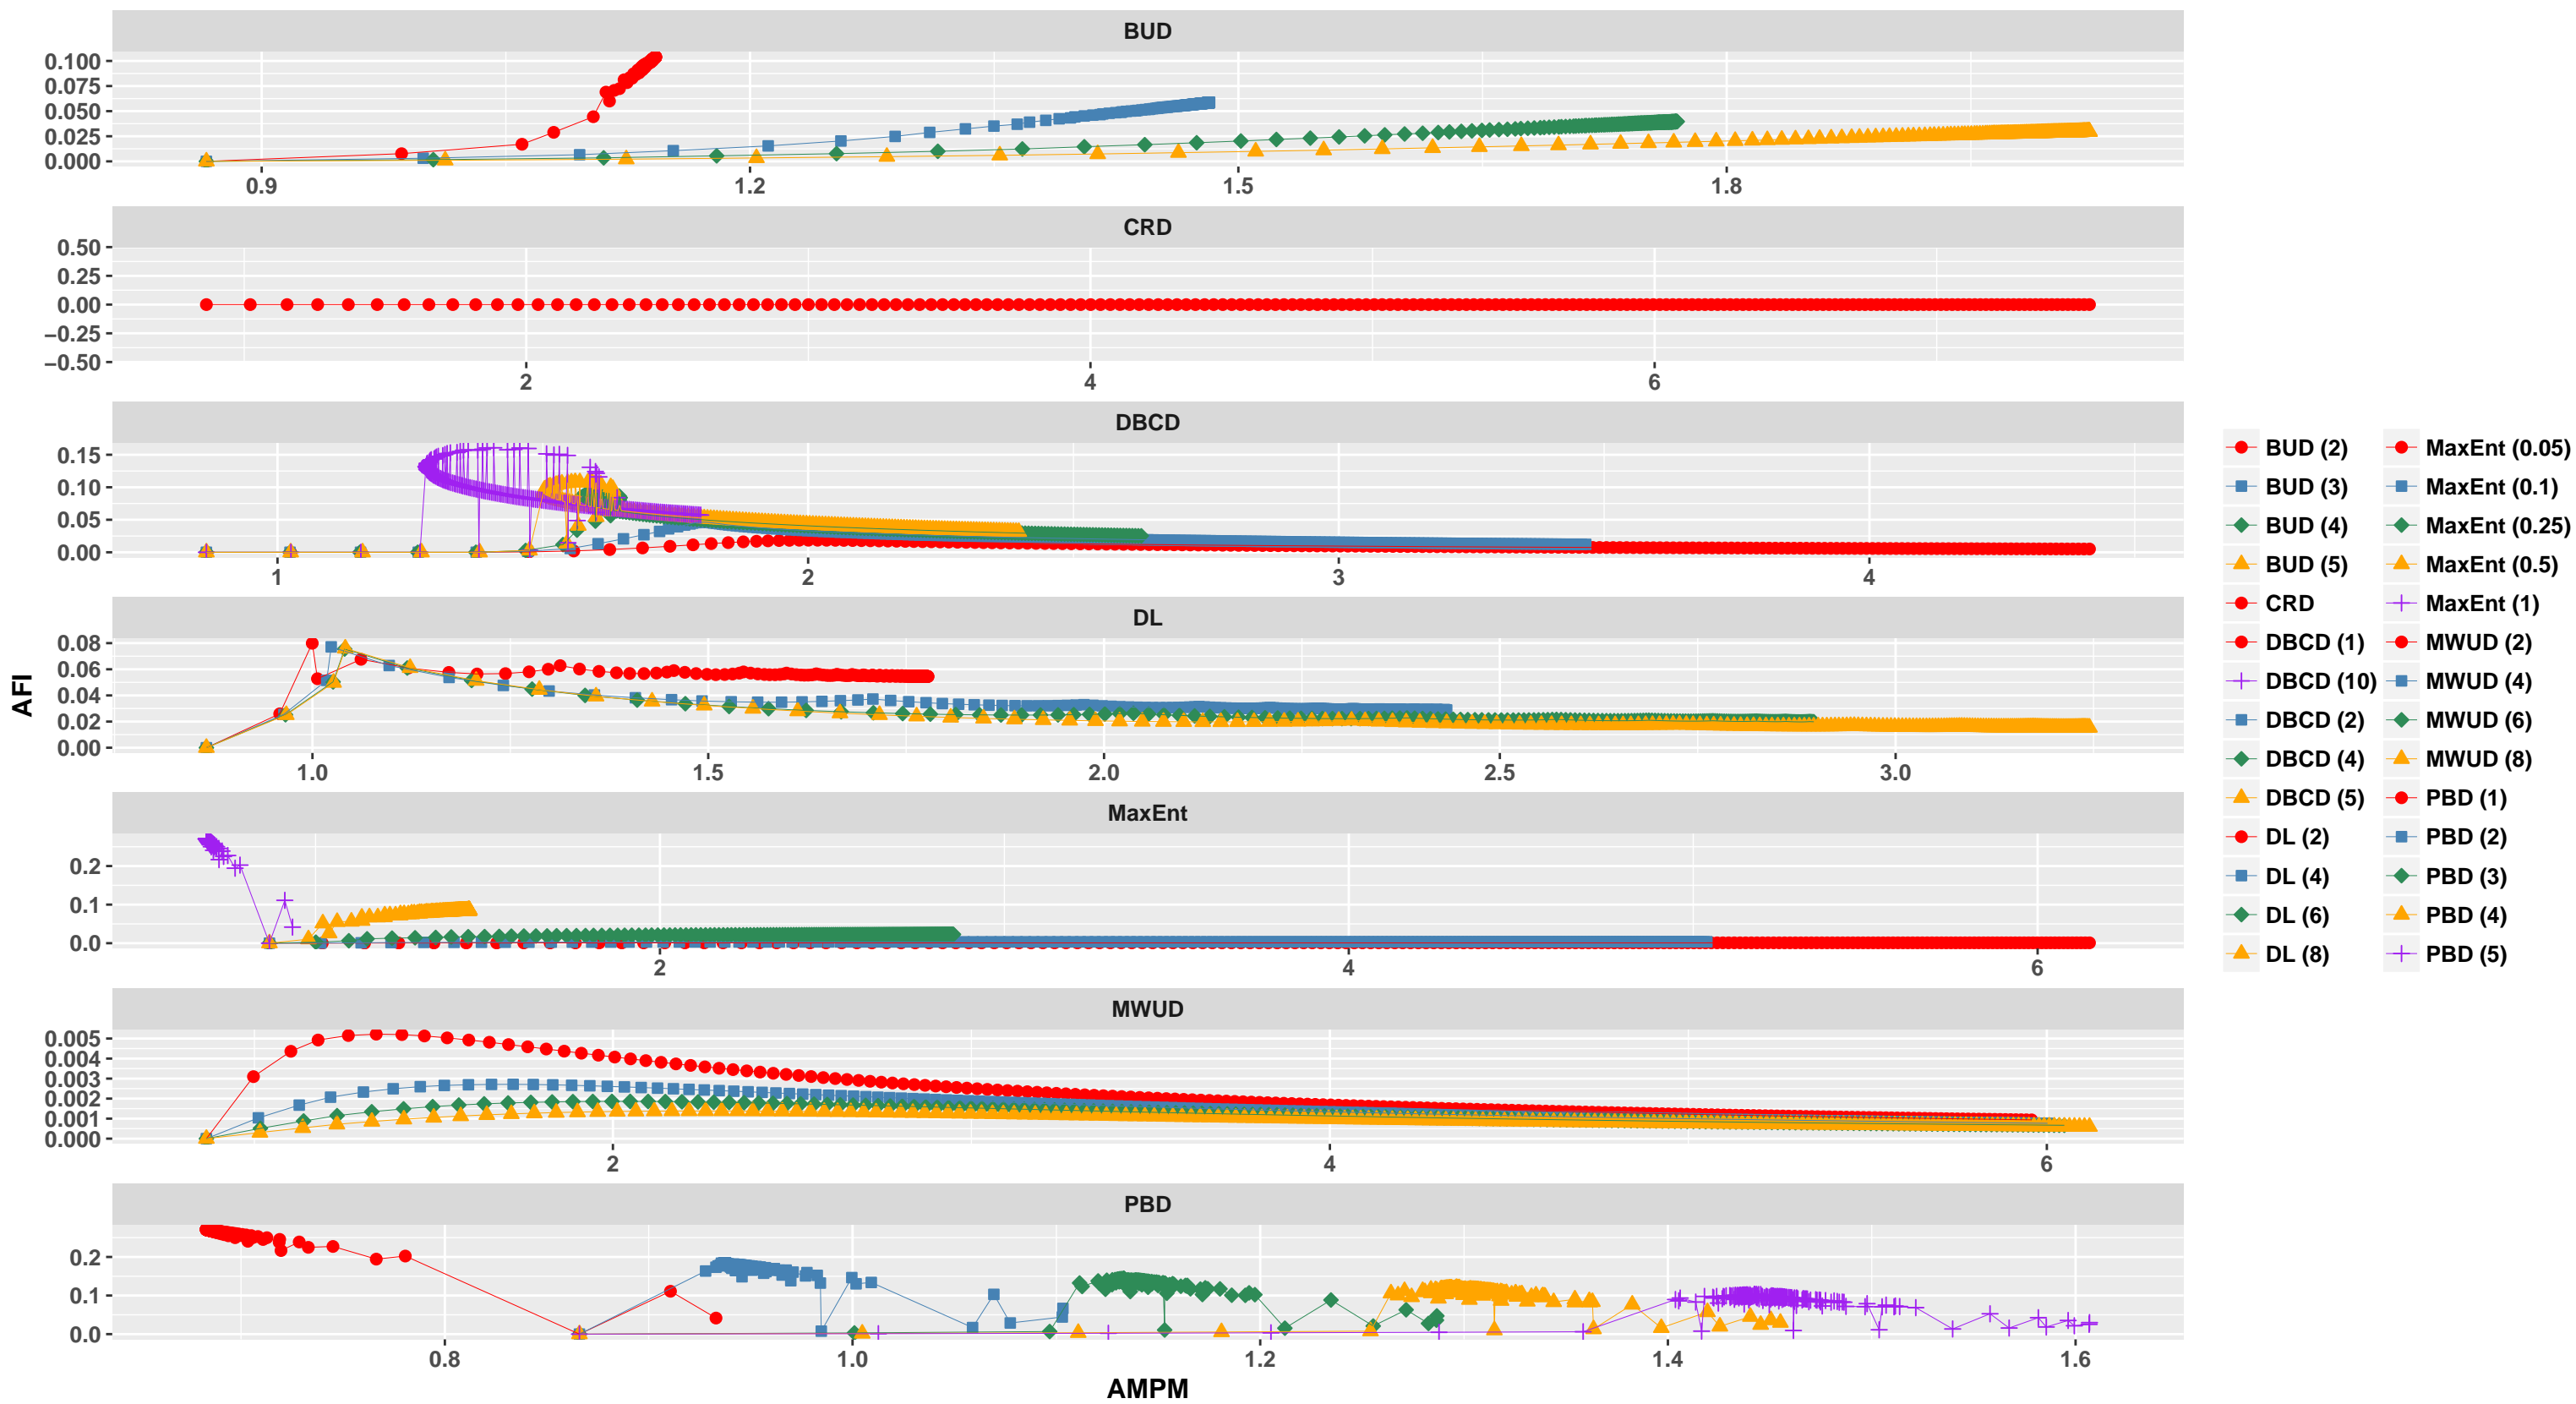 BUD
0.100
0.075
0.050
0.025
0.000
0.9 1.2 1.5 1.8
CRD
0.50
0.25
0.00
−0.25
−0.50
2 4 6
DBCD
0.15
0.10
0.05
0.00
1 2 3 4
DL
0.08
0.06
0.04
0.02
0.00
1.0 1.5 2.0 2.5 3.0
MaxEnt
0.2
0.1
0.0
2 4 6
MWUD
0.005
0.004
0.003
0.002
0.001
0.000
2 4 6
PBD
0.2
0.1
0.0
0.8 1.0 1.2 1.4 1.6
AMPM
AFI
BUD (2) MaxEnt (0.05)
BUD (3) MaxEnt (0.1)
BUD (4) MaxEnt (0.25)
BUD (5) MaxEnt (0.5)
CRD MaxEnt (1)
DBCD (1) MWUD (2)
DBCD (10) MWUD (4)
DBCD (2) MWUD (6)
DBCD (4) MWUD (8)
DBCD (5) PBD (1)
DL (2) PBD (2)
DL (4) PBD (3)
DL (6) PBD (4)
DL (8) PBD (5)